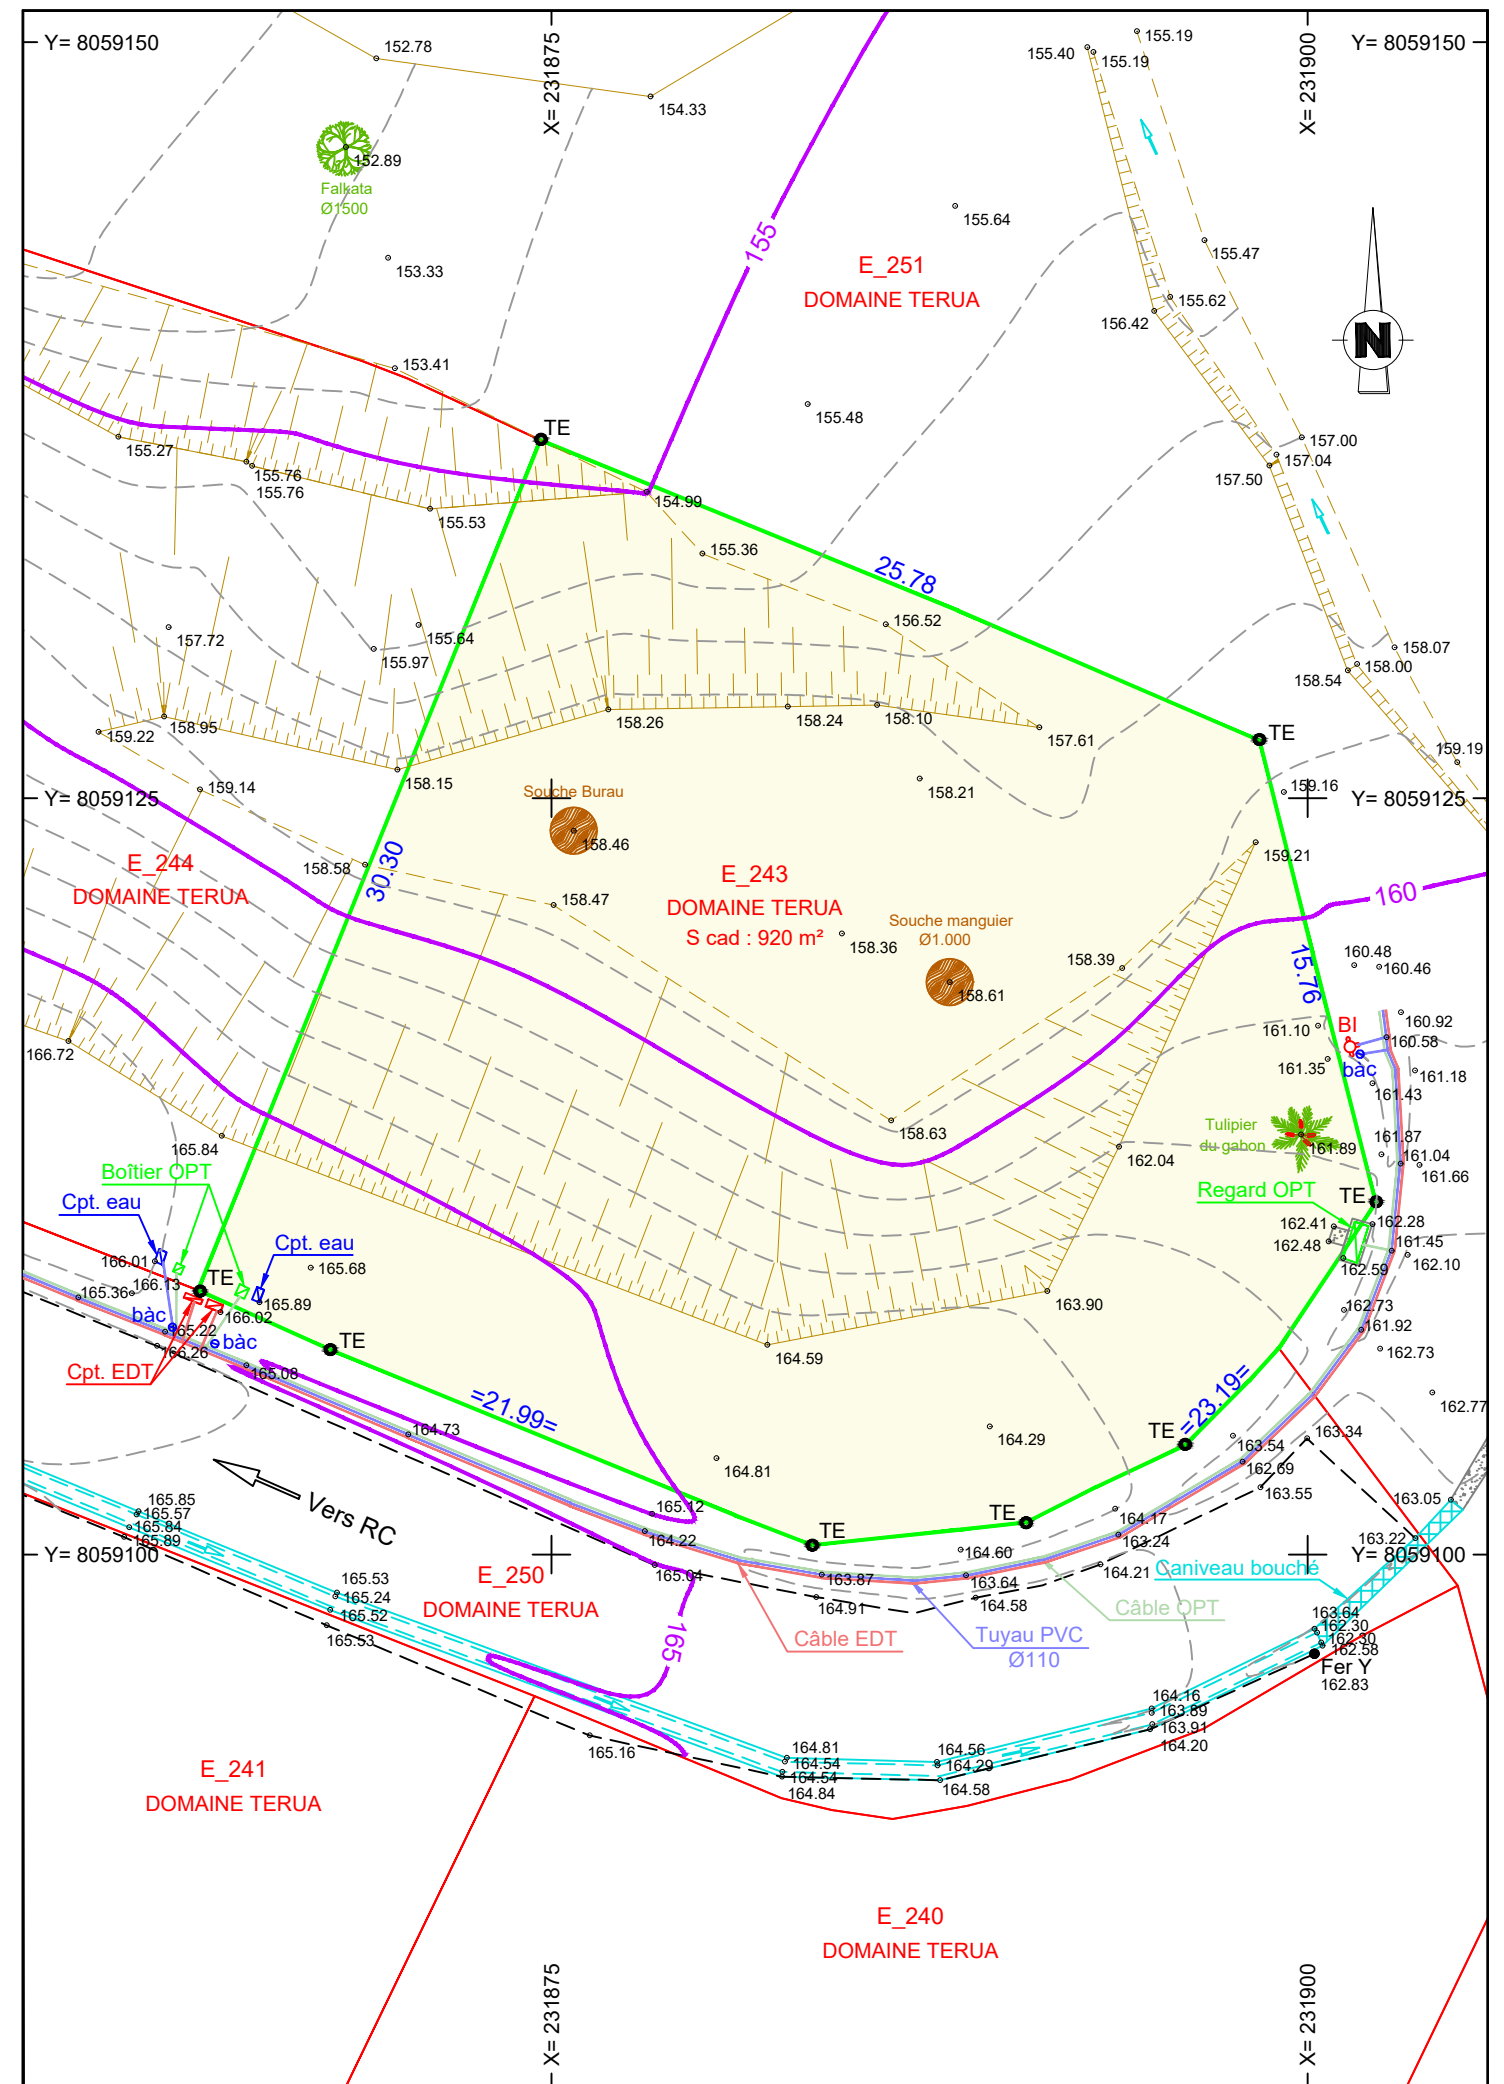 Y= 8059150
X= 231875
X= 231900
Y= 8059150
152.78
154.33
155.40
155.19
155.19
152.89
Falkata
Ø1500
153.33
155
155.64
155.47
E_251
DOMAINE TERUA
155.62
156.42
N
153.41
155.48
TE
155.27
155.76
155.76
155.53
154.99
157.00
157.04
157.50
155.36
25.78
156.52
157.72
155.64
155.97
158.07
158.00
158.54
158.95
159.22
158.26
158.24
158.10
157.61
TE
159.19
158.15
159.14
158.21
159.16
Y= 8059125
Y= 8059125
Souche Burau
158.46
159.21
E_244
DOMAINE TERUA
158.58
30.30
E_243
DOMAINE TERUA
S cad : 920 m²
160
158.47
Souche manguier
Ø1.000
158.36
158.39
158.61
15.76
160.48
160.46
160.92
161.10
BI
160.58
166.72
161.35
bàc
161.18
161.43
158.63
Tulipier
du gabon
161.89
161.87
161.04
161.66
165.84
162.04
Boîtier OPT
Cpt. eau
Regard OPT
TE
162.41
162.28
162.48
161.45
162.10
162.59
Cpt. eau
166.01
165.68
166.13
TE
165.36
165.89
166.02
163.90
162.73
bàc
165.22
bàc
166.26
TE
161.92
162.73
164.59
Cpt. EDT
165.08
=21.99=
=23.19=
162.77
164.73
164.29
TE
163.54
163.34
164.81
162.69
163.55
Vers RC
165.85
165.57
165.84
165.89
165.12
164.22
TE
TE
164.17
163.24
163.05
163.22
Y= 8059100
Y= 8059100
164.60
165.04
E_250
DOMAINE TERUA
163.87
163.64
164.21
Caniveau bouché
165.53
165.24
165.52
165.53
164.91
164.58
Câble OPT
163.64
162.30
162.30
162.58
Câble EDT
Tuyau PVC
Ø110
165
Fer Y
162.83
164.16
163.89
163.91
164.20
165.16
164.81
164.54
164.54
164.84
164.56
164.29
164.58
E_241
DOMAINE TERUA
E_240
DOMAINE TERUA
X= 231875
X= 231900